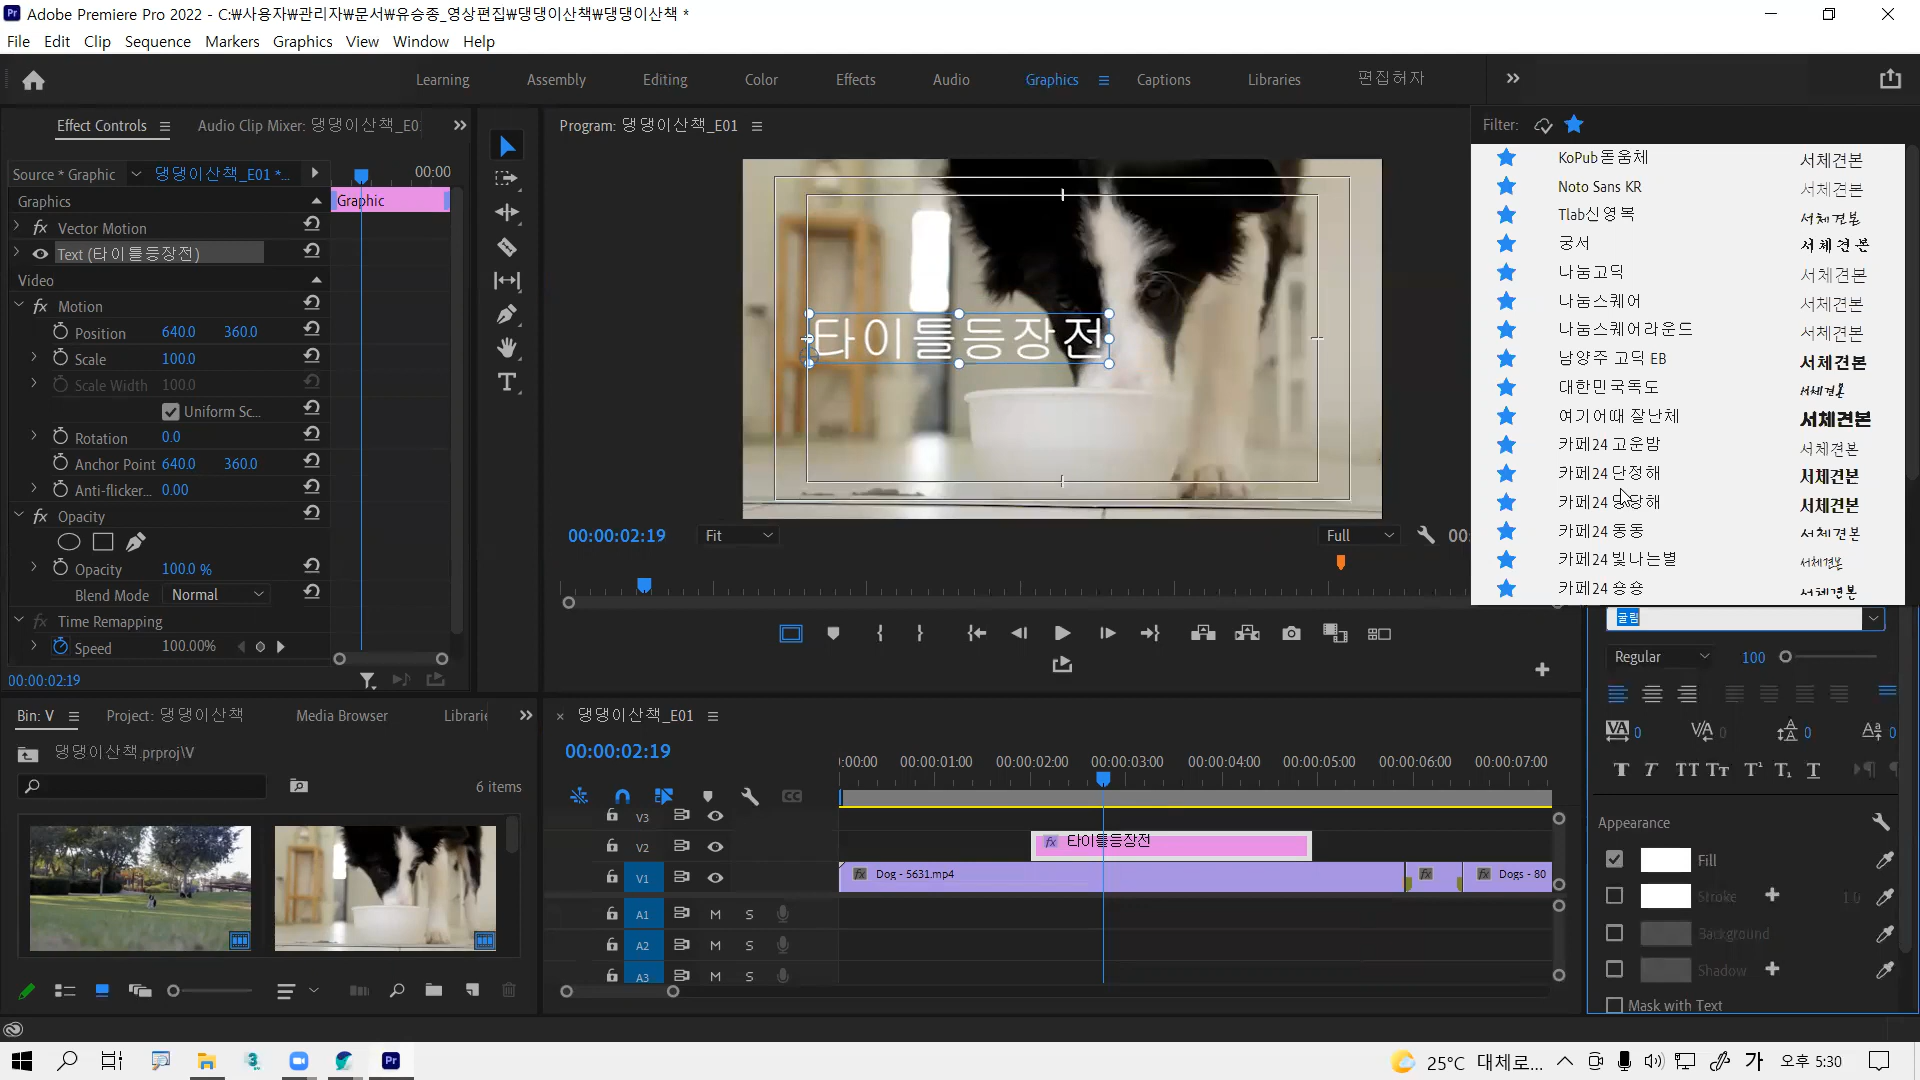 Adobe Premiere Pro 2022 - C:₩사용자₩관리자₩문서₩유승종_영상편집₩댕댕이산책₩댕댕이산책 *
File Edit Clip Sequence Markers Graphics View Window Help
Learning Assembly Editing Color Effects Audio Graphics Captions Libraries 편집허자
Effect Controls Audio Clip Mixer: 댕댕이산책_E0
Program: 댕댕이산책_E01
Filter:
Source * Graphic 댕댕이산책_E01 *... 00:00
Graphics Graphic
Vector Motion
Text (타이틀등장전)
Video
Motion
Position 640.0 360.0
Scale 100.0
Scale Width 100.0
Uniform Sc...
Rotation 0.0
Anchor Point 640.0 360.0
Anti-flicker... 0.00
Opacity
Opacity 100.0 %
Blend Mode Normal
Time Remapping
Speed 100.00%
00:00:02:19
타이틀등장전
00:00:02:19 Fit Full 00:
KoPub돋움체 서체견본
Noto Sans KR 서체견본
Tlab신영복 서체견본
궁서 서체견본
나눔고딕 서체견본
나눔스퀘어 서체견본
나눔스퀘어라운드 서체견본
남양주 고딕 EB 서체견본
대한민국독도 서체견본
여기어때 잘난체 서체견본
카페24 고운밤 서체견본
카페24 단정해 서체견본
카페24 당당해 서체견본
카페24 동동 서체견본
카페24 빛나는별 서체견본
카페24 숑숑 서체견본
굴림
Regular 100
VA 0 VA 0 0 0
T T TT Tт T¹ T₁ T
Appearance
Fill
Stroke 1.0
Background
Shadow
Mask with Text
Bin: V Project: 댕댕이산책 Media Browser Librarie
댕댕이산책.prproj\V
6 items
댕댕이산책_E01
00:00:02:19
:00:00 00:00:01:00 00:00:02:00 00:00:03:00 00:00:04:00 00:00:05:00 00:00:06:00 00:00:07:00
CC
V3
V2 fx 타이틀등장전
V1 fx Dog - 5631.mp4 fx fx Dogs - 80
A1 M S
A2 M S
A3 M S
25°C 대체로... 가 오후 5:30